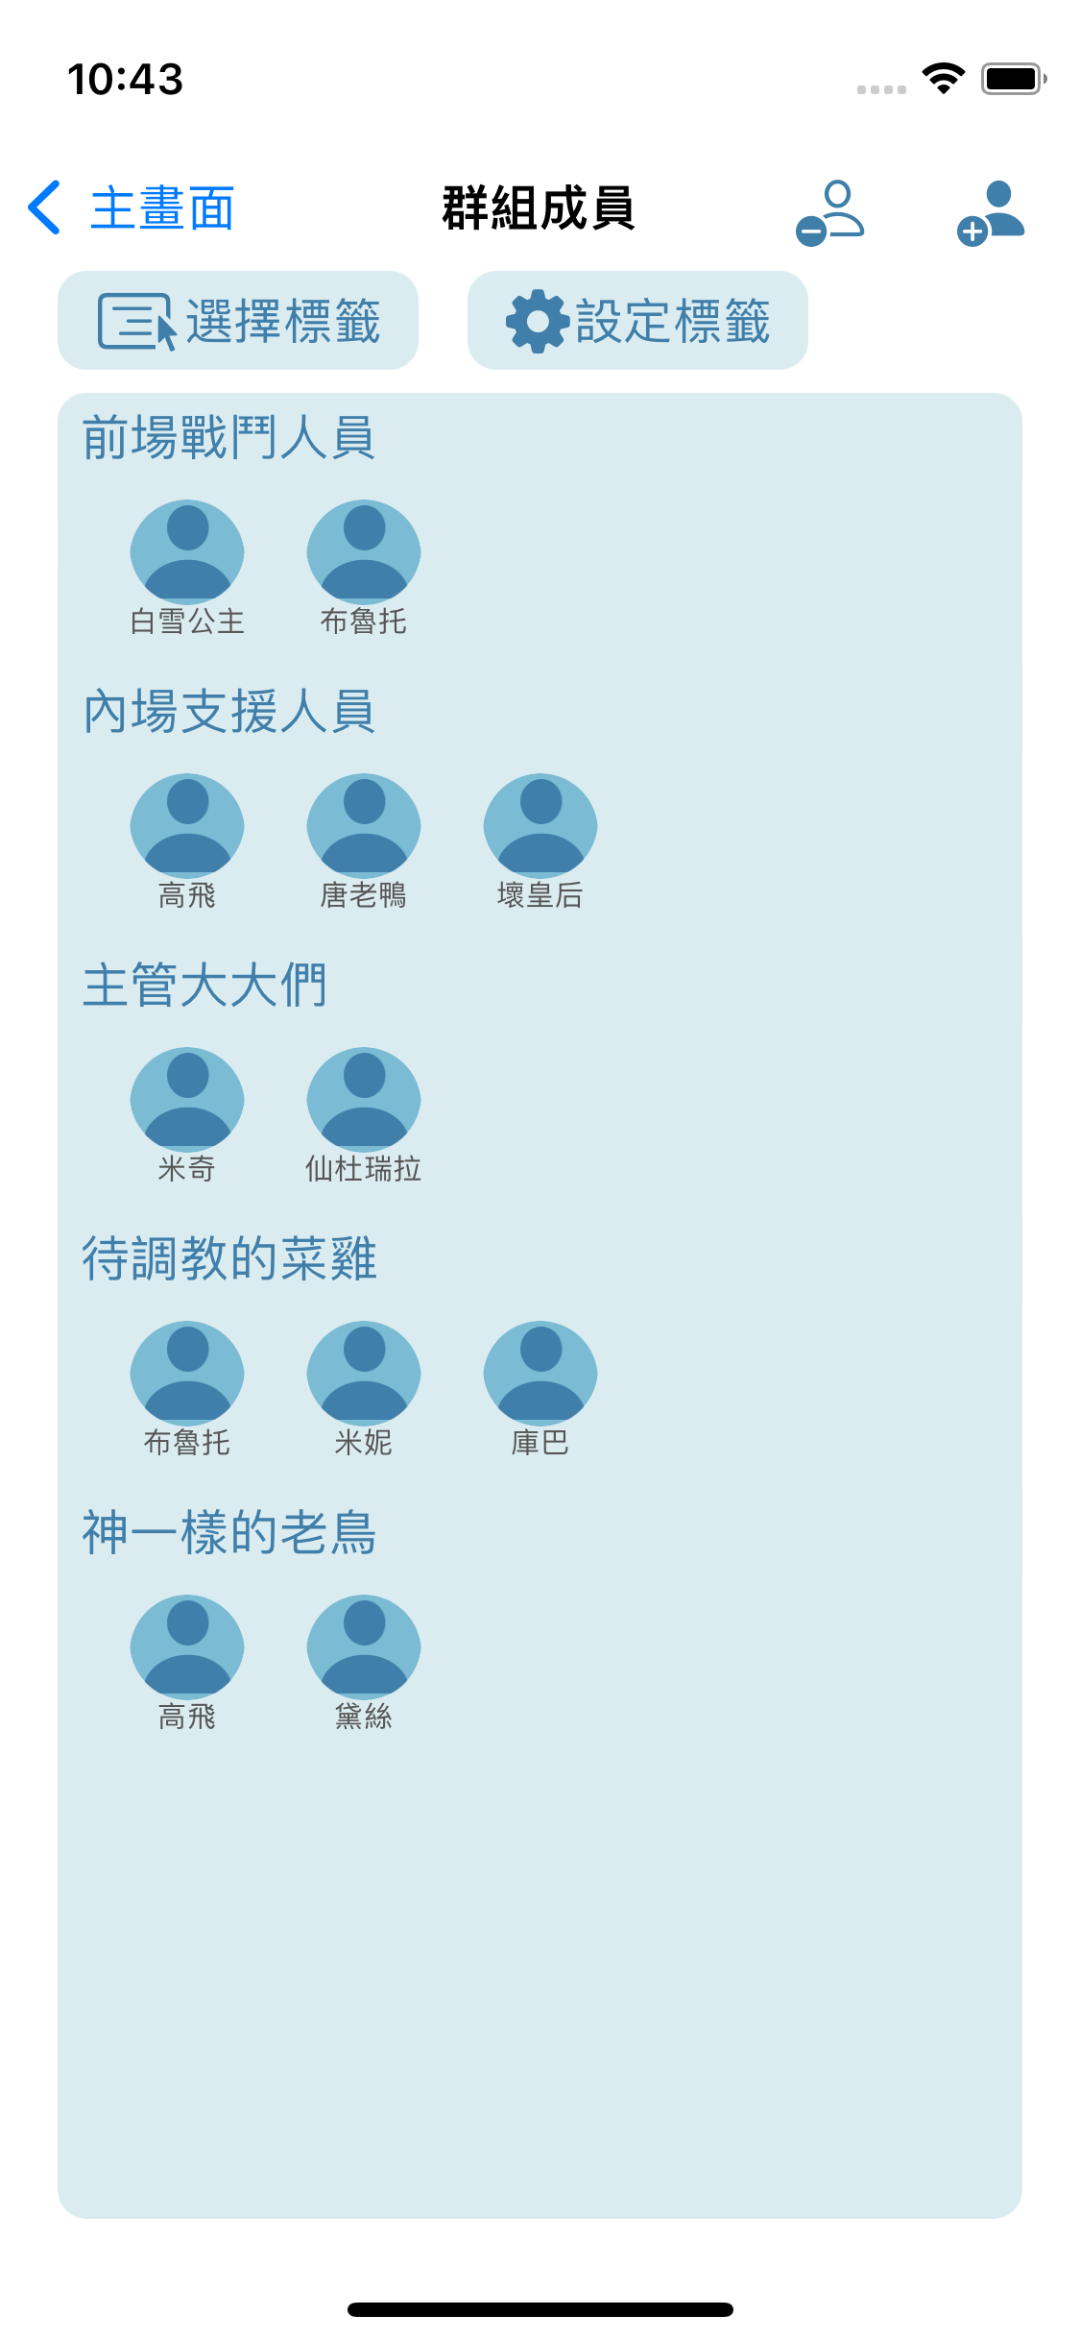 10:43
主畫面
群組成員
選擇標籤
設定標籤
前場戰鬥人員
白雪公主
布魯托
內場支援人員
高飛
唐老鴨
壞皇后
主管大大們
米奇
仙杜瑞拉
待調教的菜雞
布魯托
米妮
庫巴
神一樣的老鳥
高飛
黛絲